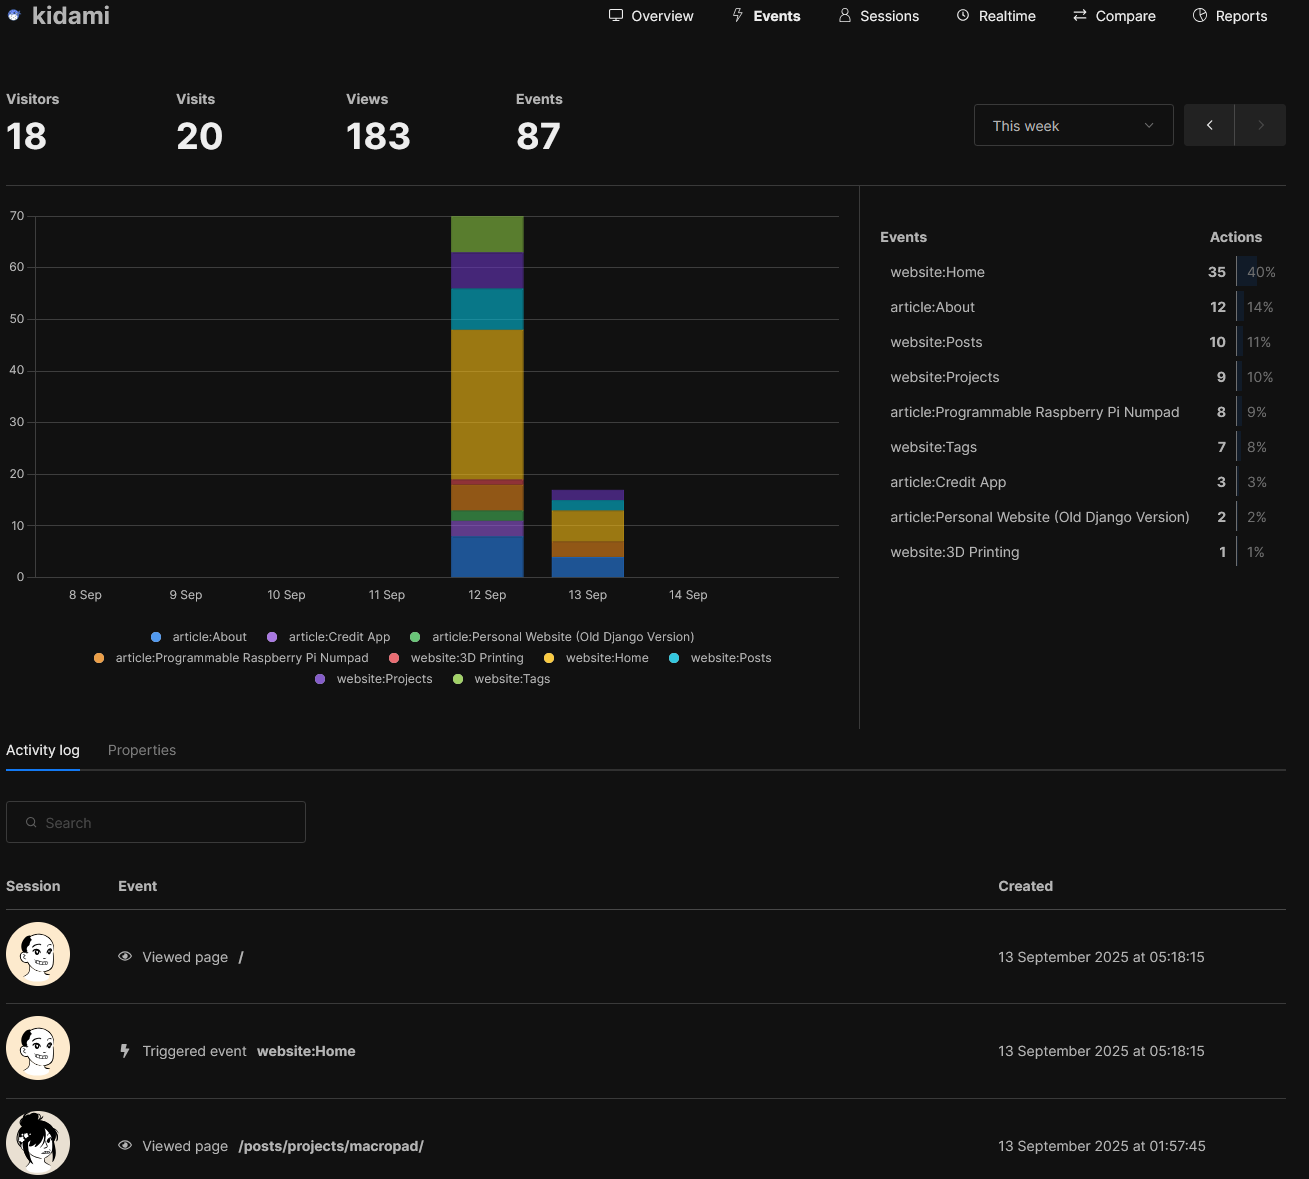 kidami
Overview Events Sessions Realtime Compare Reports
Visitors Visits Views Events
18 20 183 87
This week
70
60
50
40
30
20
10
0
8 Sep 9 Sep 10 Sep 11 Sep 12 Sep 13 Sep 14 Sep
article:About article:Credit App article:Personal Website (Old Django Version)
article:Programmable Raspberry Pi Numpad website:3D Printing website:Home website:Posts
website:Projects website:Tags
Events Actions
website:Home 35 40%
article:About 12 14%
website:Posts 10 11%
website:Projects 9 10%
article:Programmable Raspberry Pi Numpad 8 9%
website:Tags 7 8%
article:Credit App 3 3%
article:Personal Website (Old Django Version) 2 2%
website:3D Printing 1 1%
Activity log Properties
Search
Session Event Created
Viewed page / 13 September 2025 at 05:18:15
Triggered event website:Home 13 September 2025 at 05:18:15
Viewed page /posts/projects/macropad/ 13 September 2025 at 01:57:45